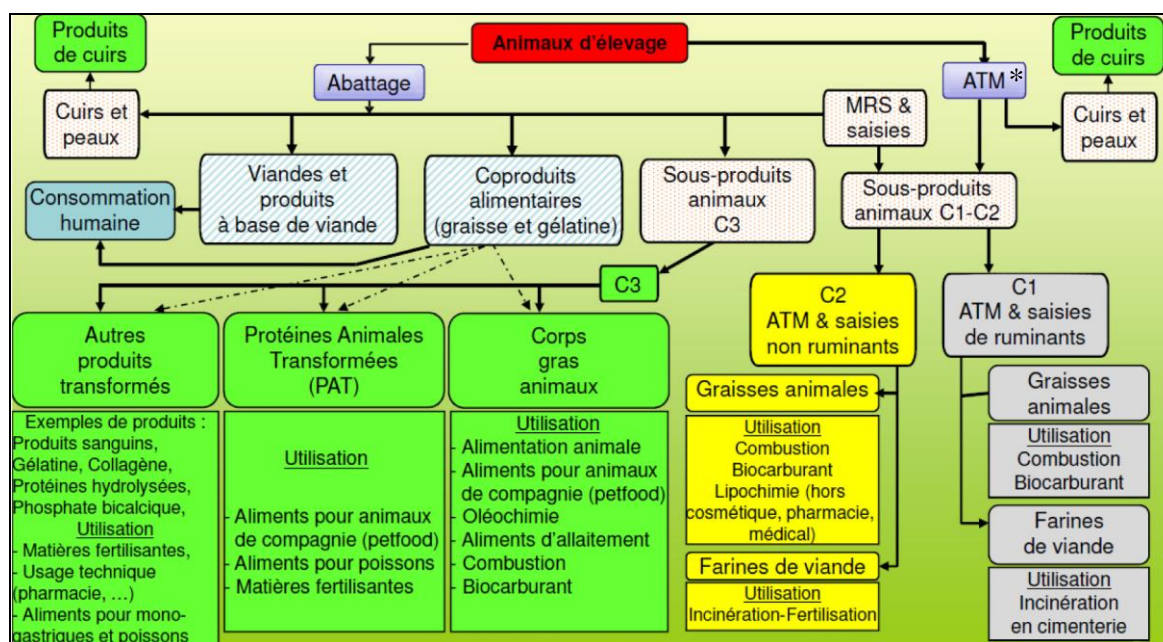 Produits
de cuirs
Animaux d'élevage
Produits
de cuirs
Abattage
ATM *
Cuirs et
peaux
MRS &
saisies
Cuirs et
peaux
Consommation
humaine
Viandes et
produits
à base de viande
Coproduits
alimentaires
(graisse et gélatine)
Sous-produits
animaux
C3
Sous-produits
animaux C1-C2
C3
C2
ATM & saisies
non ruminants
C1
ATM & saisies
de ruminants
Autres
produits
transformés
Protéines Animales
Transformées
(PAT)
Corps
gras
animaux
Exemples de produits :
Produits sanguins,
Gélatine, Collagène,
Protéines hydrolysées,
Phosphate bicalcique,
Utilisation
- Matières fertilisantes,
- Usage technique
(pharmacie, ...)
- Aliments pour mono-
gastriques et poissons
Utilisation
- Aliments pour animaux
de compagnie (petfood)
- Aliments pour poissons
- Matières fertilisantes
Utilisation
- Alimentation animale
- Aliments pour animaux
de compagnie (petfood)
- Oléochimie
- Aliments d'allaitement
- Combustion
- Biocarburant
Graisses animales
Utilisation
Combustion
Biocarburant
Lipochimie (hors
cosmétique, pharmacie,
médical)
Farines de viande
Utilisation
Incinération-Fertilisation
Graisses
animales
Utilisation
Combustion
Biocarburant
Farines
de viande
Utilisation
Incinération
en cimenterie